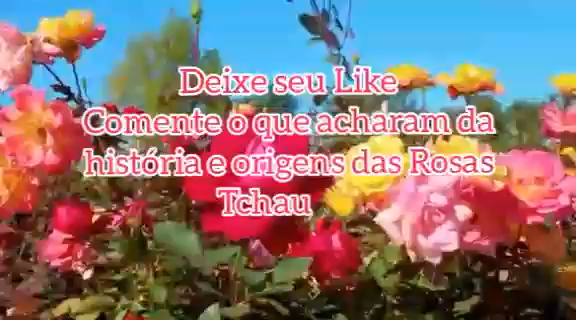 Deixe seu Like
Comente o que acharam da
história e origens das Rosas
Tchau